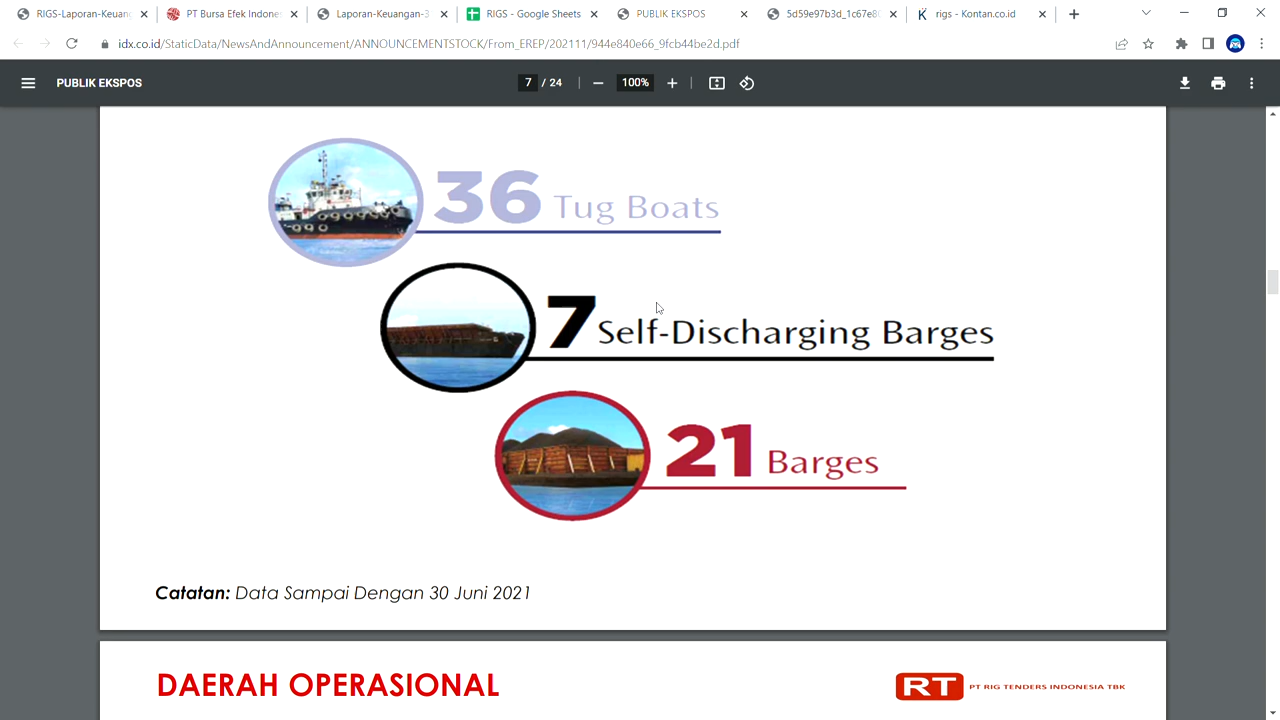 RIGS-Laporan-Keuang
PT Bursa Efek Indones
Laporan-Keuangan-3
RIGS - Google Sheets
PUBLIK EKSPOS
5d59e97b3d_1c67e8
rigs - Kontan.co.id
idx.co.id/StaticData/NewsAndAnnouncement/ANNOUNCEMENTSTOCK/From_EREP/202111/944e840e66_9fcb44be2d.pdf
PUBLIK EKSPOS
7 / 24
100%
36 Tug Boats
7 Self-Discharging Barges
21 Barges
Catatan: Data Sampai Dengan 30 Juni 2021
DAERAH OPERASIONAL
RT PT RIG TENDERS INDONESIA TBK